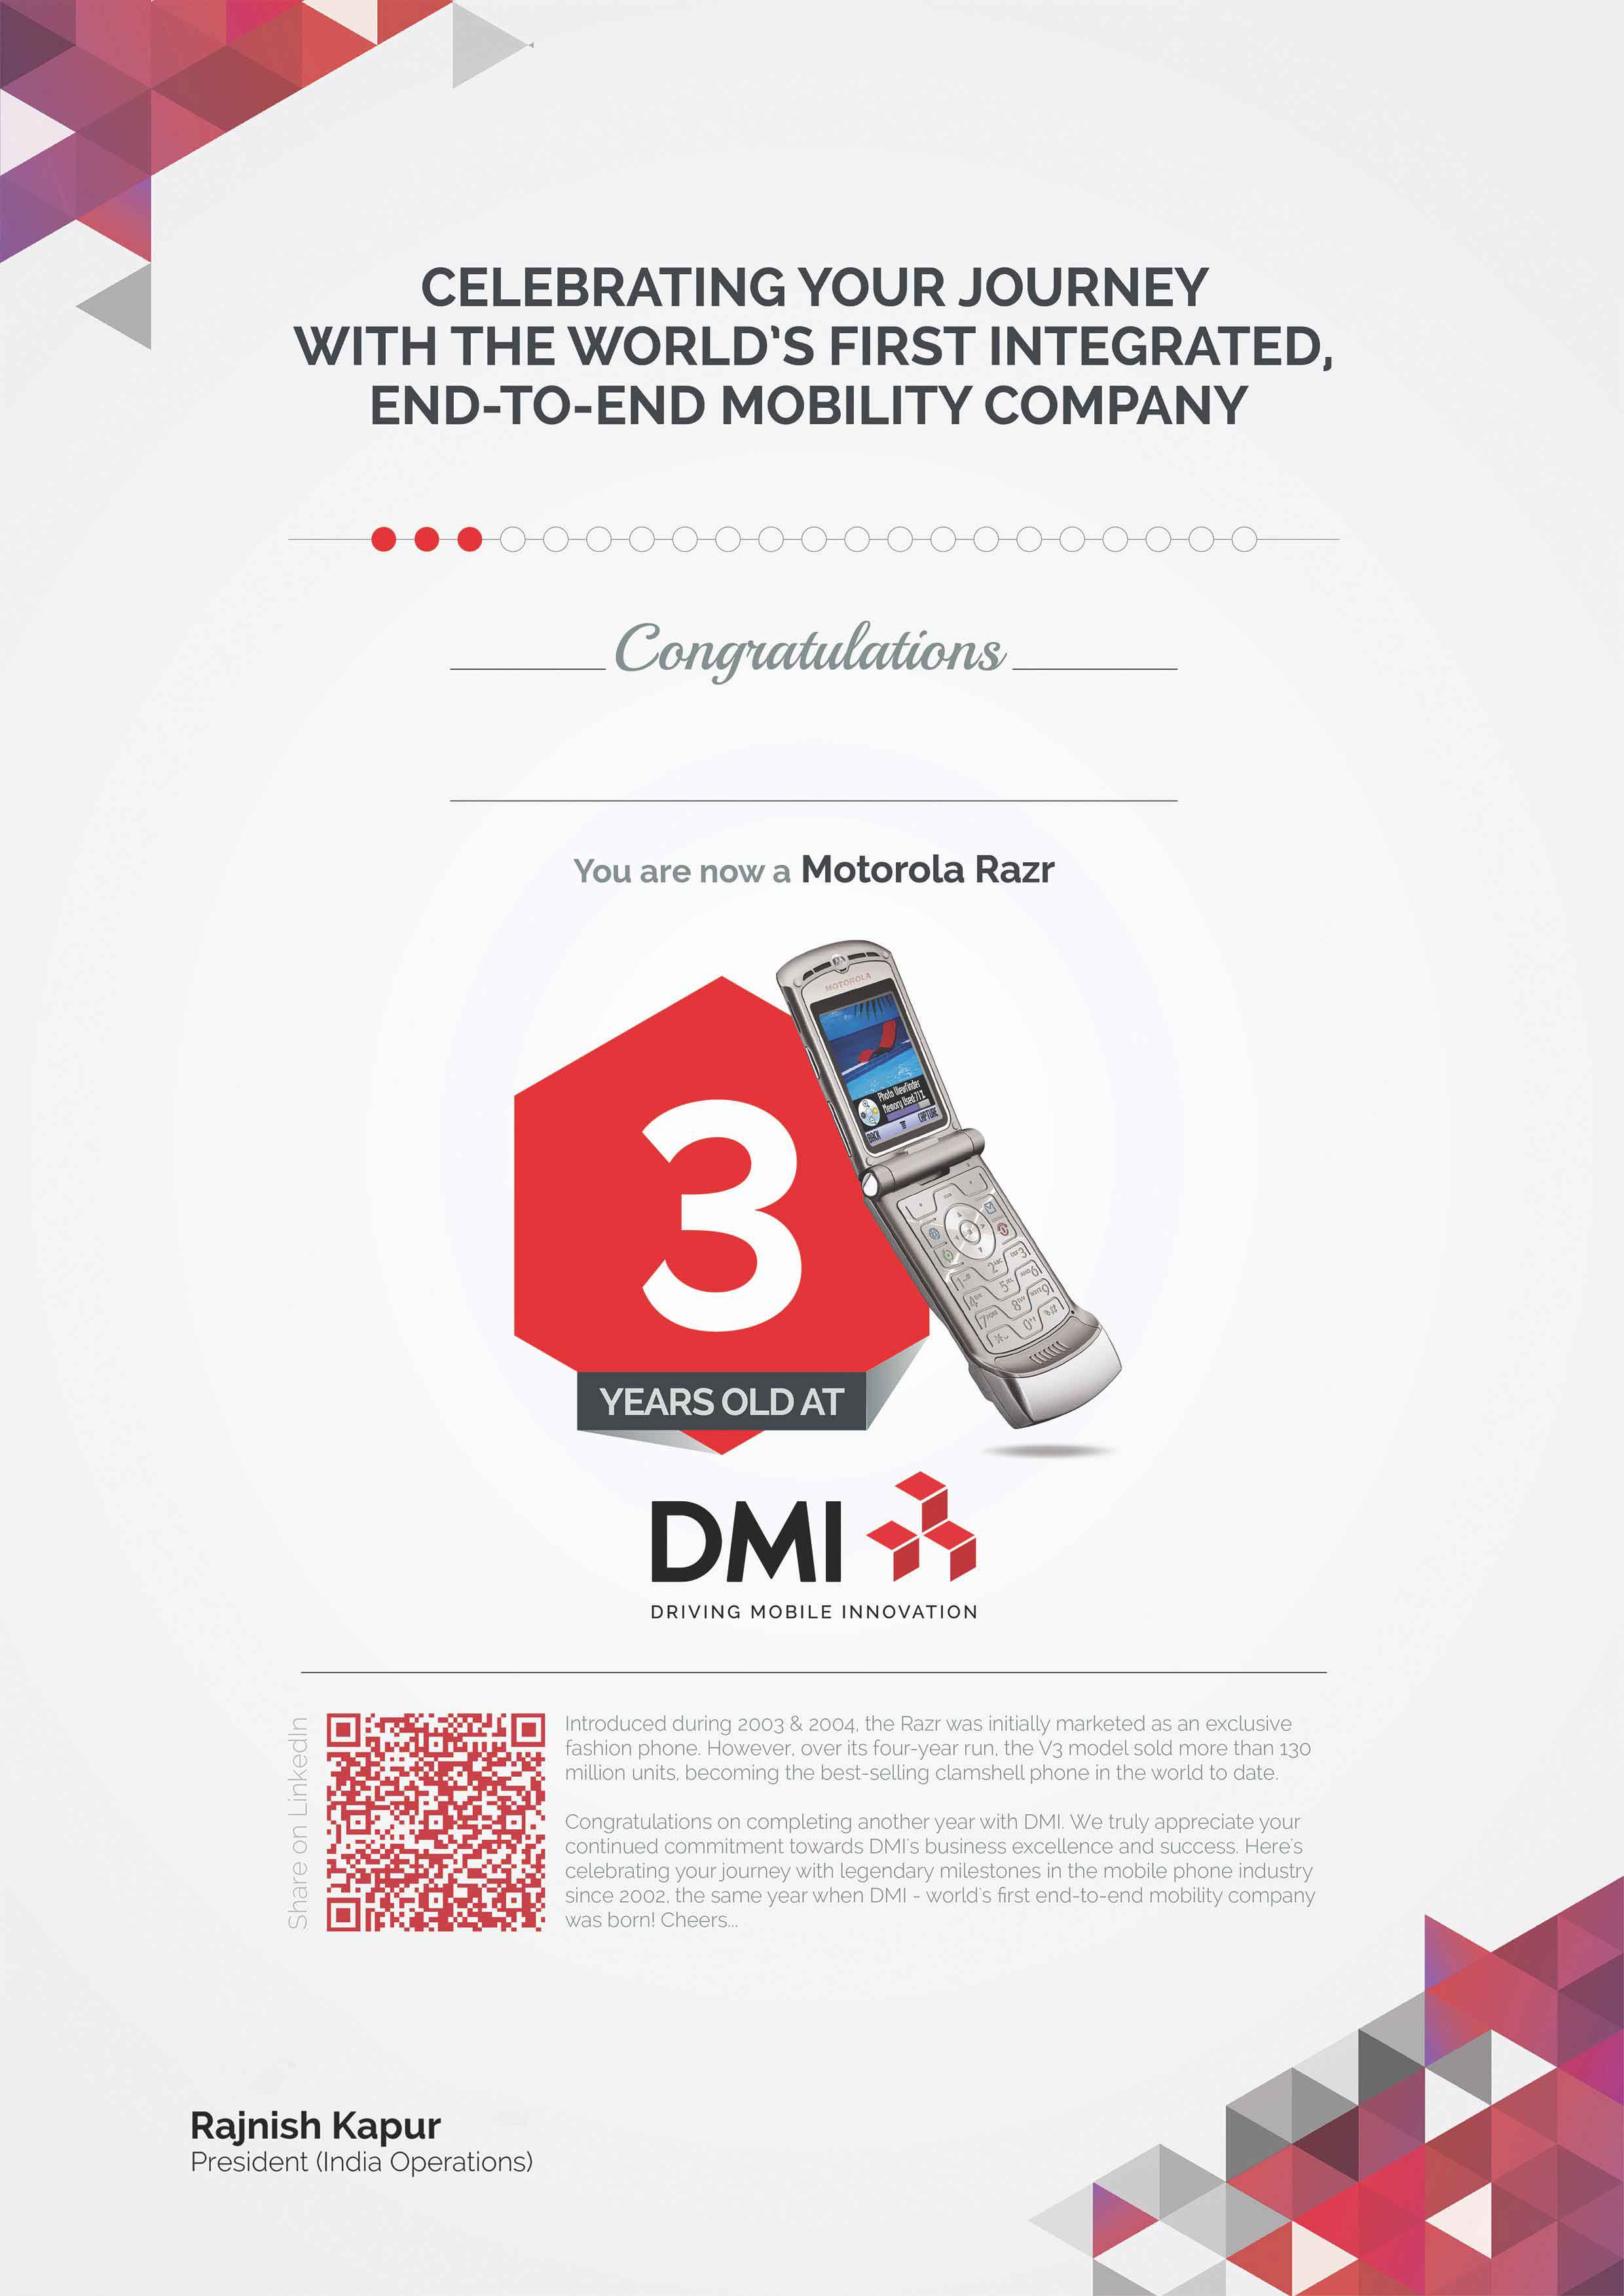 CELEBRATING YOUR JOURNEY
WITH THE WORLD'S FIRST INTEGRATED,
END-TO-END MOBILITY COMPANY
Congratulations
You are now a Motorola Razr
MOTOROLA
Photo Viewfinder
Memory Used:71%
BACK
CAPTURE
3
YEARS OLD AT
DMI
DRIVING MOBILE INNOVATION
Share on LinkedIn
Introduced during 2003 & 2004, the Razr was initially marketed as an exclusive
fashion phone. However, over its four-year run, the V3 model sold more than 130
million units, becoming the best-selling clamshell phone in the world to date.
Congratulations on completing another year with DMI. We truly appreciate your
continued commitment towards DMI's business excellence and success. Here's
celebrating your journey with legendary milestones in the mobile phone industry
since 2002, the same year when DMI - world's first end-to-end mobility company
was born! Cheers...
Rajnish Kapur
President (India Operations)